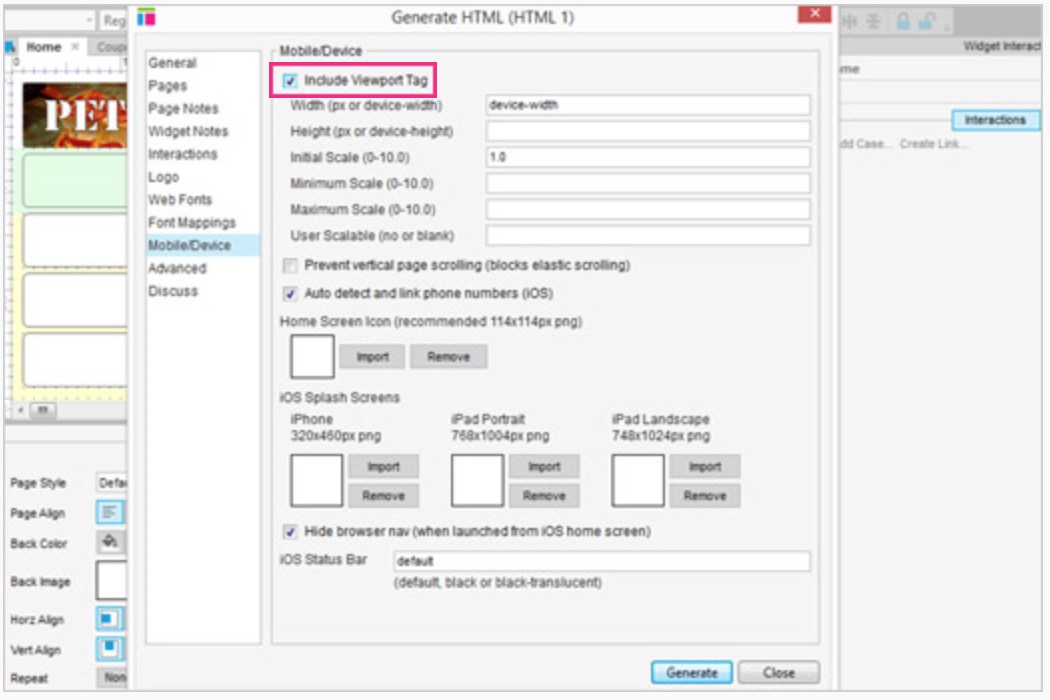 Generate HTML (HTML 1)
Reg
Home
Coup
Widget Interact
me
PET
General
Pages
Page Notes
Widget Notes
Interactions
Logo
Web Fonts
Font Mappings
Mobile/Device
Advanced
Discuss
Mobile/Device
Include Viewport Tag
Width (px or device-width) device-width
Height (px or device-height)
Initial Scale (0-10.0) 1.0
Minimum Scale (0-10.0)
Maximum Scale (0-10.0)
User Scalable (no or blank)
Prevent vertical page scrolling (blocks elastic scrolling)
Auto detect and link phone numbers (iOS)
Home Screen Icon (recommended 114x114px png)
Import Remove
iOS Splash Screens
iPhone iPad Portrait iPad Landscape
320x460px png 768x1004px png 748x1024px png
Import Import Import
Remove Remove Remove
Hide browser nav (when launched from iOS home screen)
iOS Status Bar default
(default, black or black-translucent)
Generate Close
Interactions
dd Case... Create Link...
Page Style Defau
Page Align
Back Color
Back Image
Horz Align
Vert Align
Repeat Non